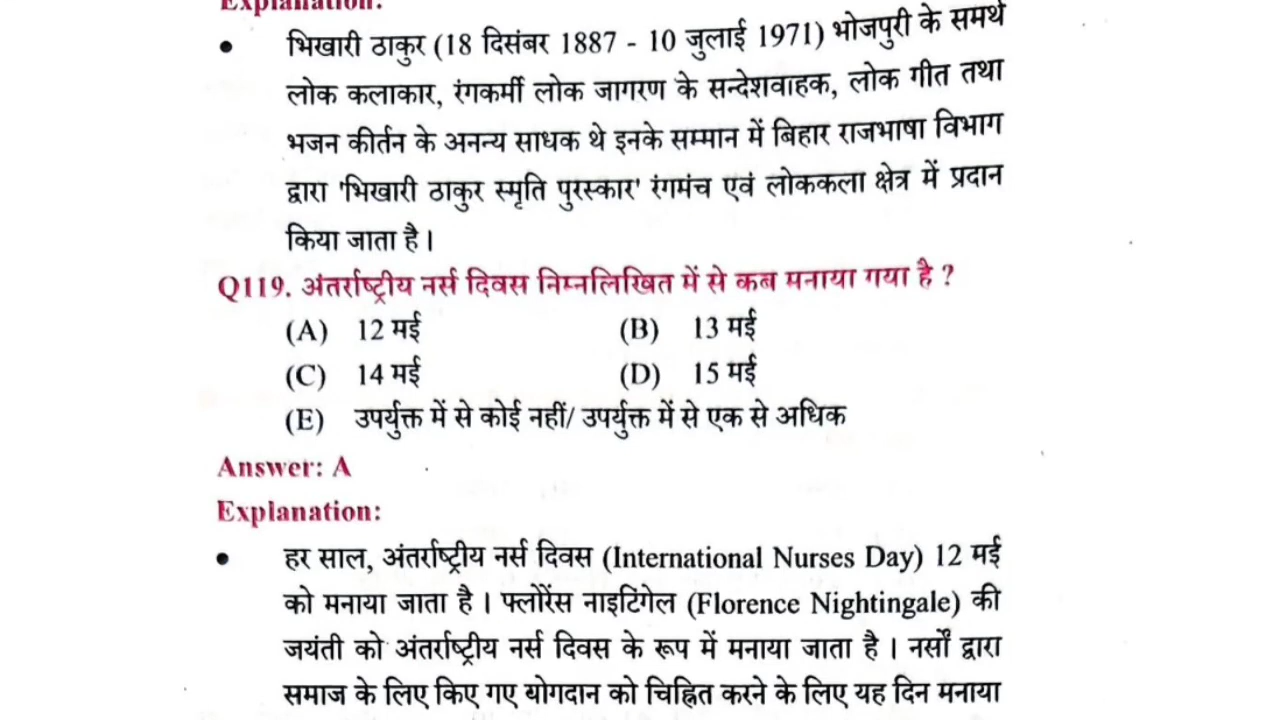 Explanation:
• भिखारी ठाकुर (18 दिसंबर 1887 - 10 जुलाई 1971) भोजपुरी के समर्थ
लोक कलाकार, रंगकर्मी लोक जागरण के सन्देशवाहक, लोक गीत तथा
भजन कीर्तन के अनन्य साधक थे इनके सम्मान में बिहार राजभाषा विभाग
द्वारा 'भिखारी ठाकुर स्मृति पुरस्कार' रंगमंच एवं लोककला क्षेत्र में प्रदान
किया जाता है।
Q119. अंतर्राष्ट्रीय नर्स दिवस निम्नलिखित में से कब मनाया गया है ?
(A) 12 मई (B) 13 मई
(C) 14 मई (D) 15 मई
(E) उपर्युक्त में से कोई नहीं/ उपर्युक्त में से एक से अधिक
Answer: A
Explanation:
• हर साल, अंतर्राष्ट्रीय नर्स दिवस (International Nurses Day) 12 मई
को मनाया जाता है । फ्लोरेंस नाइटिंगेल (Florence Nightingale) की
जयंती को अंतर्राष्ट्रीय नर्स दिवस के रूप में मनाया जाता है । नर्सों द्वारा
समाज के लिए किए गए योगदान को चिह्नित करने के लिए यह दिन मनाया